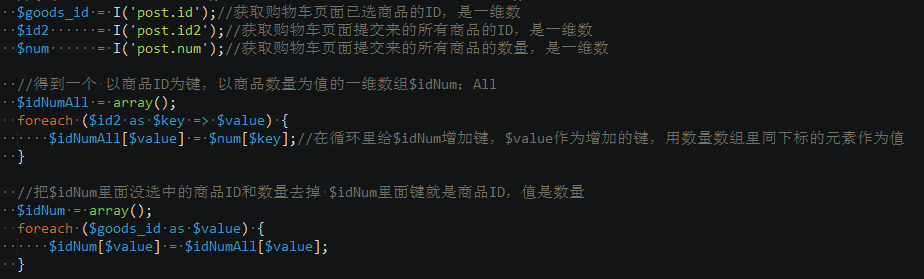 $goods_id = I('post.id');//获取购物车页面已选商品的ID，是一维数
$id2 = I('post.id2');//获取购物车页面提交来的所有商品的ID，是一维数
$num = I('post.num');//获取购物车页面提交来的所有商品的数量，是一维数
//得到一个 以商品ID为键，以商品数量为值的一维数组$idNum；All
$idNumAll = array();
foreach ($id2 as $key => $value) {
$idNumAll[$value] = $num[$key];//在循环里给$idNum增加键，$value作为增加的键，用数量数组里同下标的元素作为值
}
//把$idNum里面没选中的商品ID和数量去掉 $idNum里面键就是商品ID，值是数量
$idNum = array();
foreach ($goods_id as $value) {
$idNum[$value] = $idNumAll[$value];
}